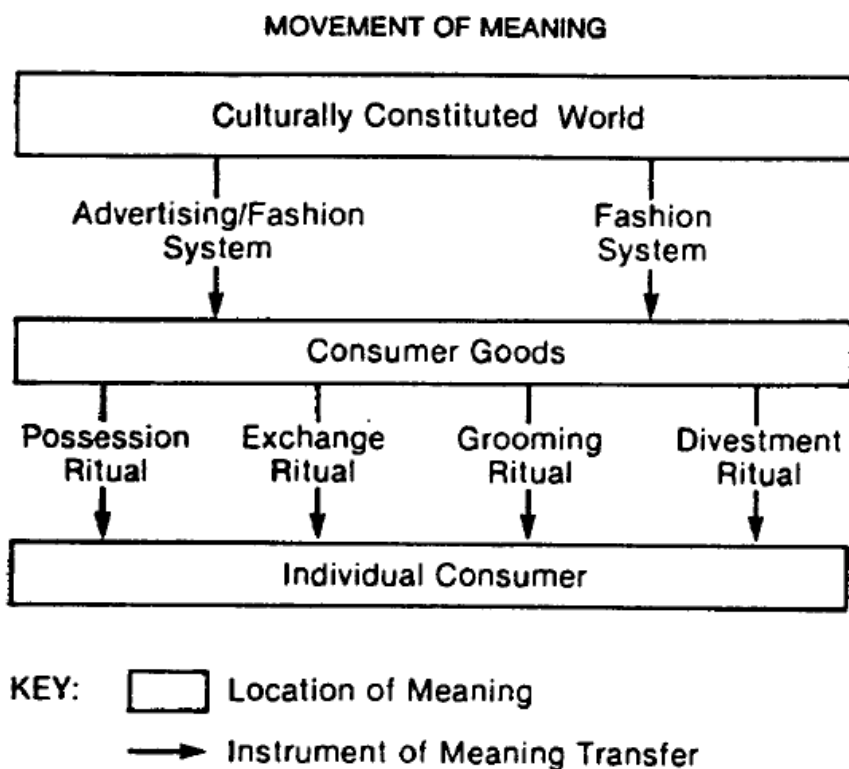 MOVEMENT OF MEANING
Culturally Constituted World
Advertising/Fashion
System
Fashion
System
Consumer Goods
Possession
Ritual
Exchange
Ritual
Grooming
Ritual
Divestment
Ritual
Individual Consumer
KEY:
Location of Meaning
Instrument of Meaning Transfer